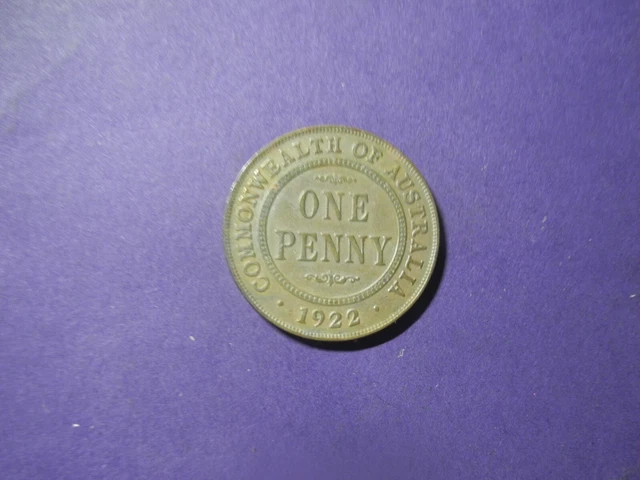 COMMONWEALTH OF AUSTRALIA
ONE
PENNY
1922